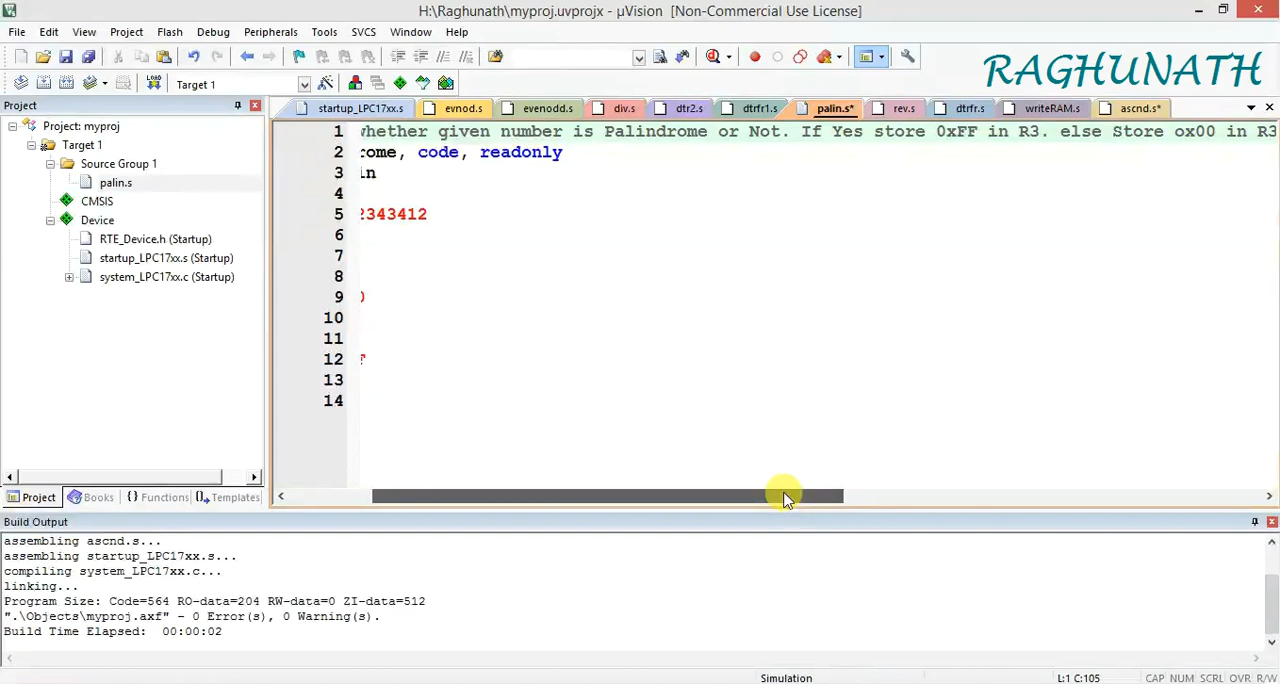 H:\Raghunath\myproj.uvprojx - µVision [Non-Commercial Use License]
File Edit View Project Flash Debug Peripherals Tools SVCS Window Help
LOAD Target 1
RAGHUNATH
Project
startup_LPC17xx.s evnod.s evenodd.s div.s dtr2.s dtrfr1.s palin.s* rev.s dtrfr.s writeRAM.s ascnd.s*
Project: myproj
Target 1
Source Group 1
palin.s
CMSIS
Device
RTE_Device.h (Startup)
startup_LPC17xx.s (Startup)
system_LPC17xx.c (Startup)
1 whether given number is Palindrome or Not. If Yes store 0xFF in R3. else Store ox00 in R3
2 rome, code, readonly
3 in
4
5 2343412
6
7
8
9 0
10
11
12 F
13
14
Project Books {} Functions Templates
Build Output
assembling ascnd.s...
assembling startup_LPC17xx.s...
compiling system_LPC17xx.c...
linking...
Program Size: Code=564 RO-data=204 RW-data=0 ZI-data=512
".\Objects\myproj.axf" - 0 Error(s), 0 Warning(s).
Build Time Elapsed: 00:00:02
Simulation L:1 C:105 CAP NUM SCRL OVR R/W